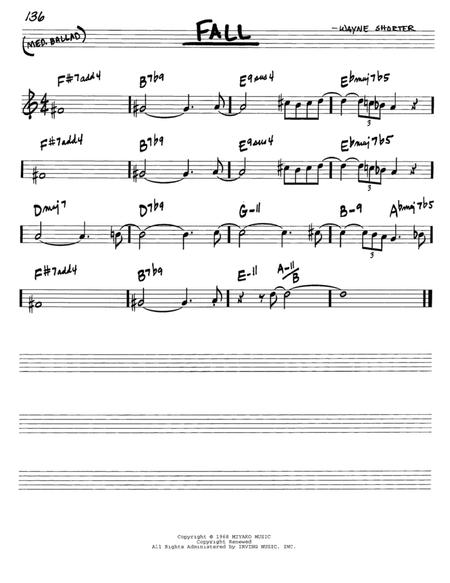 136
(MED. BALLAD)
FALL
-WAYNE SHORTER
F#7add4 B7b9 E9sus4 Ebmaj7b5
3
F#7add4 B7b9 E9sus4 Ebmaj7b5
3
Dmaj7 D7b9 G-11 B-9 Abmaj7b5
3
F#7add4 B7b9 E-11 A-11/B
Copyright © 1968 MIYAKO MUSIC
Copyright Renewed
All Rights Administered by IRVING MUSIC, INC.